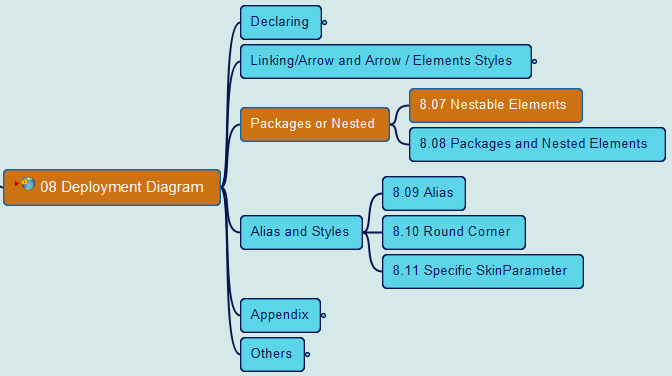 Declaring
Linking/Arrow and Arrow / Elements Styles
Packages or Nested
8.07 Nestable Elements
8.08 Packages and Nested Elements
08 Deployment Diagram
Alias and Styles
8.09 Alias
8.10 Round Corner
8.11 Specific SkinParameter
Appendix
Others